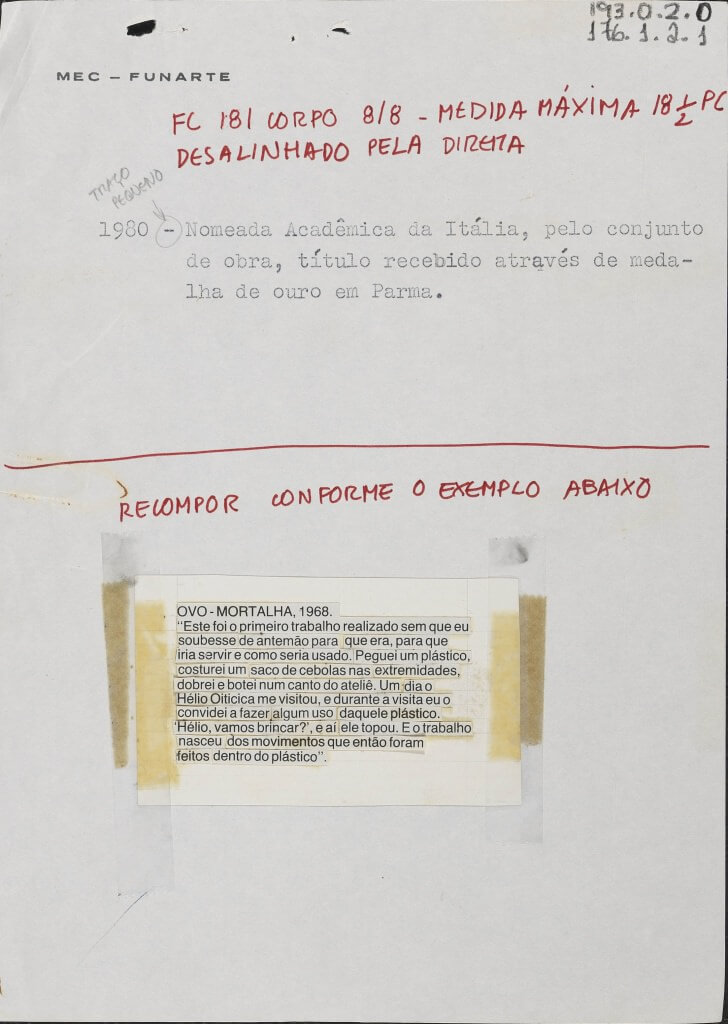 193.0.2.0
176.1.2.1
MEC – FUNARTE
FC 181 CORPO 8/8 - MEDIDA MÁXIMA 18 1/2 PC
DESALINHADO PELA DIREITA
TRAÇO
PEQUENO
1980 - Nomeada Acadêmica da Itália, pelo conjunto
de obra, título recebido através de meda-
lha de ouro em Parma.
RECOMPOR CONFORME O EXEMPLO ABAIXO
OVO - MORTALHA, 1968.
"Este foi o primeiro trabalho realizado sem que eu
soubesse de antemão para que era, para que
iria servir e como seria usado. Peguei um plástico,
costurei um saco de cebolas nas extremidades,
dobrei e botei num canto do ateliê. Um dia o
Hélio Oiticica me visitou, e durante a visita eu o
convidei a fazer algum uso daquele plástico.
'Hélio, vamos brincar?', e aí ele topou. E o trabalho
nasceu dos movimentos que então foram
feitos dentro do plástico".